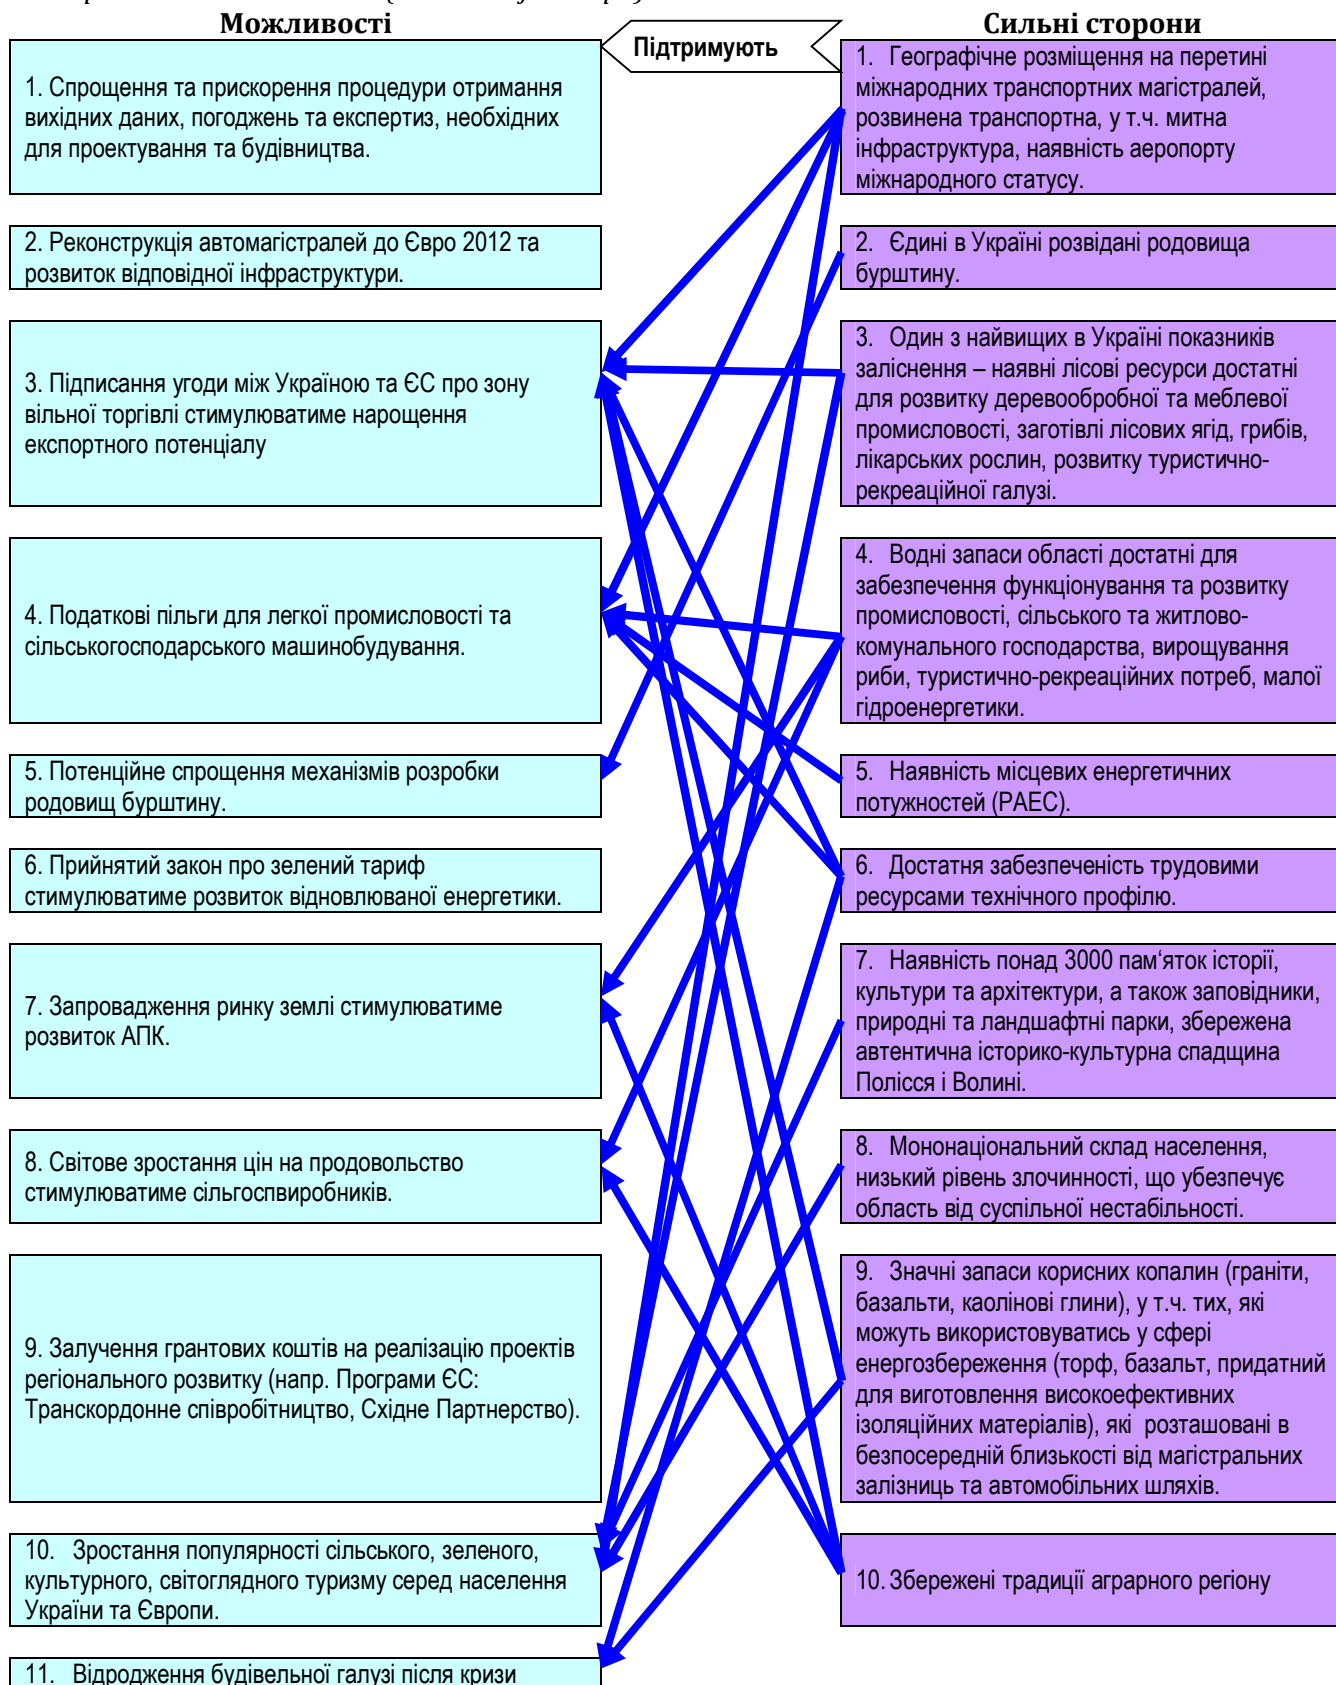 Можливості
Підтримують
Сильні сторони
1. Спрощення та прискорення процедури отримання
вихідних даних, погоджень та експертиз, необхідних
для проектування та будівництва.
2. Реконструкція автомагістралей до Євро 2012 та
розвиток відповідної інфраструктури.
3. Підписання угоди між Україною та ЄС про зону
вільної торгівлі стимулюватиме нарощення
експортного потенціалу
4. Податкові пільги для легкої промисловості та
сільськогосподарського машинобудування.
5. Потенційне спрощення механізмів розробки
родовищ бурштину.
6. Прийнятий закон про зелений тариф
стимулюватиме розвиток відновлюваної енергетики.
7. Запровадження ринку землі стимулюватиме
розвиток АПК.
8. Світове зростання цін на продовольство
стимулюватиме сільгоспвиробників.
9. Залучення грантових коштів на реалізацію проектів
регіонального розвитку (напр. Програми ЄС:
Транскордонне співробітництво, Східне Партнерство).
10. Зростання популярності сільського, зеленого,
культурного, світоглядного туризму серед населення
України та Європи.
11. Відродження будівельної галузі після кризи
1. Географічне розміщення на перетині
міжнародних транспортних магістралей,
розвинена транспортна, у т.ч. митна
інфраструктура, наявність аеропорту
міжнародного статусу.
2. Єдині в Україні розвідані родовища
бурштину.
3. Один з найвищих в Україні показників
заліснення – наявні лісові ресурси достатні
для розвитку деревообробної та меблевої
промисловості, заготівлі лісових ягід, грибів,
лікарських рослин, розвитку туристично-
рекреаційної галузі.
4. Водні запаси області достатні для
забезпечення функціонування та розвитку
промисловості, сільського та житлово-
комунального господарства, вирощування
риби, туристично-рекреаційних потреб, малої
гідроенергетики.
5. Наявність місцевих енергетичних
потужностей (РАЕС).
6. Достатня забезпеченість трудовими
ресурсами технічного профілю.
7. Наявність понад 3000 пам‘яток історії,
культури та архітектури, а також заповідники,
природні та ландшафтні парки, збережена
автентична історико-культурна спадщина
Полісся і Волині.
8. Мононаціональний склад населення,
низький рівень злочинності, що убезпечує
область від суспільної нестабільності.
9. Значні запаси корисних копалин (граніти,
базальти, каолінові глини), у т.ч. тих, які
можуть використовуватись у сфері
енергозбереження (торф, базальт, придатний
для виготовлення високоефективних
ізоляційних матеріалів), які розташовані в
безпосередній близькості від магістральних
залізниць та автомобільних шляхів.
10. Збережені традиції аграрного регіону